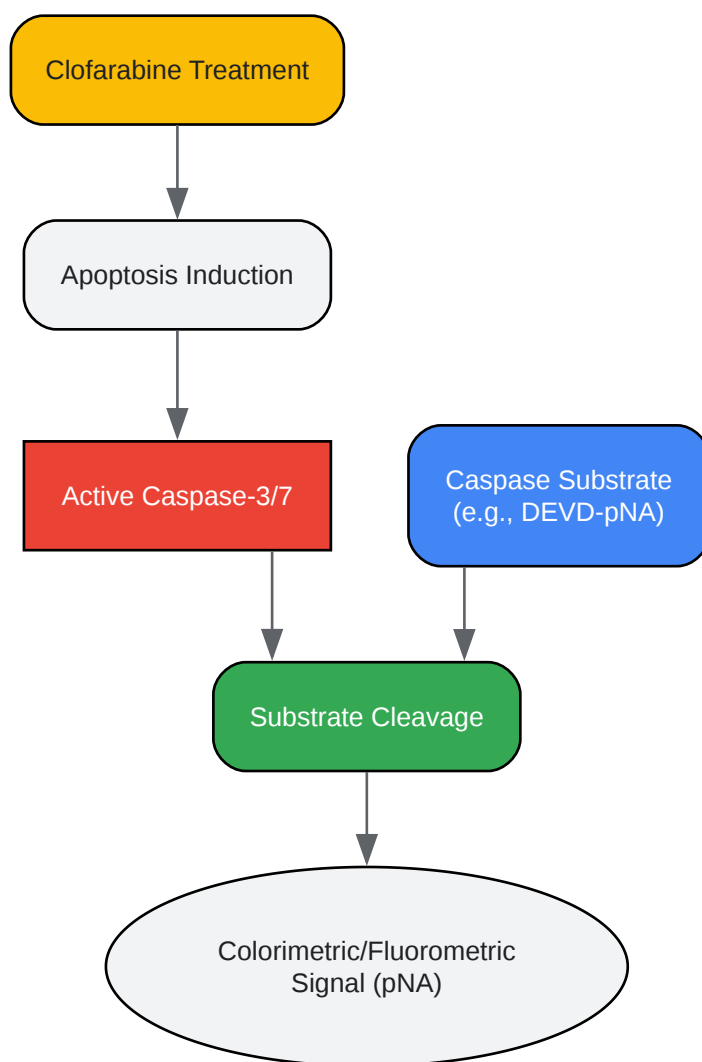 Clofarabine Treatment
Apoptosis Induction
Active Caspase-3/7
Caspase Substrate
(e.g., DEVD-pNA)
Substrate Cleavage
Colorimetric/Fluorometric
Signal (pNA)